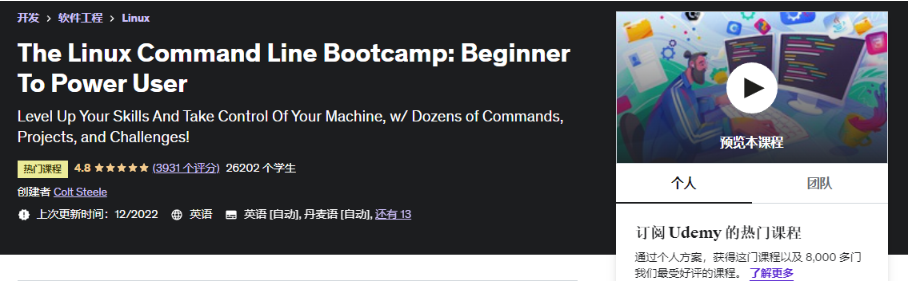 开发 > 软件工程 > Linux
The Linux Command Line Bootcamp: Beginner
To Power User
Level Up Your Skills And Take Control Of Your Machine, w/ Dozens of Commands,
Projects, and Challenges!
热门课程 4.8 ★★★★★ (3931 个评分) 26202 个学生
创建者 Colt Steele
上次更新时间：12/2022 英语 英语 [自动], 丹麦语 [自动], 还有 13
预览本课程
个人 团队
订阅 Udemy 的热门课程
通过个人方案，获得这门课程以及 8,000 多门
我们最受好评的课程。 了解更多